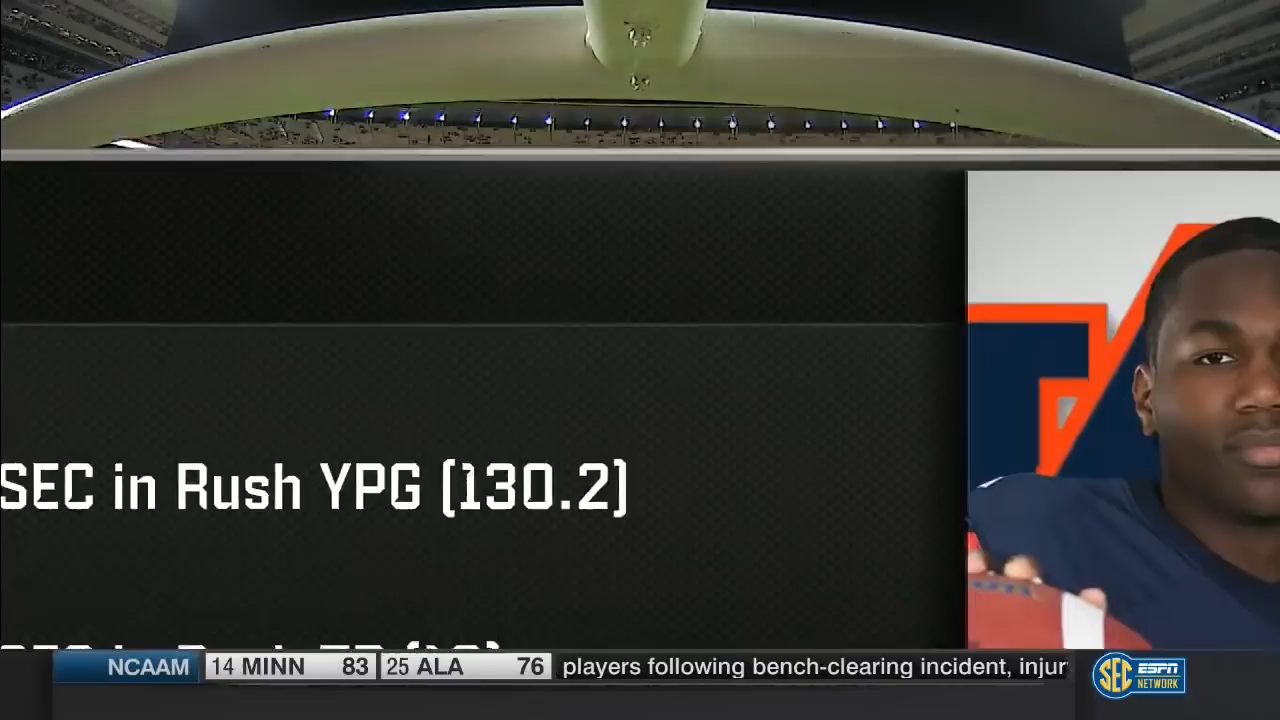 SEC in Rush YPG (130.2)
NCAAM 14 MINN 83 25 ALA 76 players following bench-clearing incident, injur
SEC ESPN
NETWORK